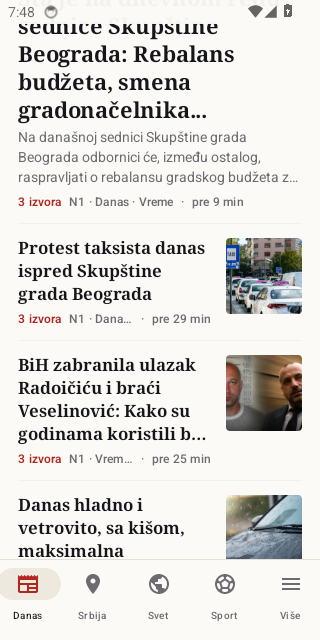 7:48
sednice Skupštine
Beograda: Rebalans
budžeta, smena
gradonačelnika...
Na današnoj sednici Skupštine grada
Beograda odbornici će, između ostalog,
raspravljati o rebalansu gradskog budžeta z...
3 izvora N1 · Danas · Vreme · pre 9 min
Protest taksista danas
ispred Skupštine
grada Beograda
3 izvora N1 · Dana... · pre 29 min
BiH zabranila ulazak
Radoičiću i braći
Veselinović: Kako su
godinama koristili b...
3 izvora N1 · Vrem... · pre 25 min
Danas hladno i
vetrovito, sa kišom,
maksimalna
Danas
Srbija
Svet
Sport
Više